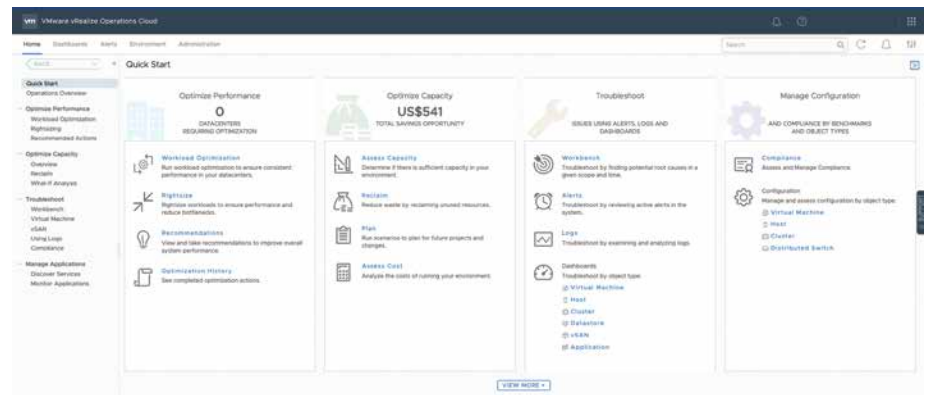 vm VMware vRealize Operations Cloud
Home Dashboards Alerts Environment Administration
Search
BACK
Quick Start
Operations Overview
Optimize Performance
Workload Optimization
Rightsizing
Recommended Actions
Optimize Capacity
Overview
Reclaim
What-If Analysis
Troubleshoot
Workbench
Virtual Machine
vSAN
Using Logs
Compliance
Manage Applications
Discover Services
Monitor Applications
Quick Start
Optimize Performance
0
DATACENTERS
REQUIRING OPTIMIZATION
Workload Optimization
Run workload optimization to ensure consistent
performance in your datacenters.
Rightsize
Rightsize workloads to ensure performance and
reduce bottlenecks.
Recommendations
View and take recommendations to improve overall
system performance.
Optimization History
See completed optimization actions.
Optimize Capacity
US$541
TOTAL SAVINGS OPPORTUNITY
Assess Capacity
Determine if there is sufficient capacity in your
environment.
Reclaim
Reduce waste by reclaiming unused resources.
Plan
Run scenarios to plan for future projects and
changes.
Assess Cost
Analyze the costs of running your environment.
Troubleshoot
ISSUES USING ALERTS, LOGS AND
DASHBOARDS
Workbench
Troubleshoot by finding potential root causes in a
given scope and time.
Alerts
Troubleshoot by reviewing active alerts in the
system.
Logs
Troubleshoot by examining and analyzing logs.
Dashboards
Troubleshoot by object type:
Virtual Machine
Host
Cluster
Datastore
vSAN
Application
Manage Configuration
AND COMPLIANCE BY BENCHMARKS
AND OBJECT TYPES
Compliance
Assess and Manage Compliance.
Configuration
Manage and assess configuration by object type:
Virtual Machine
Host
Cluster
Distributed Switch
SUPPORT
VIEW MORE